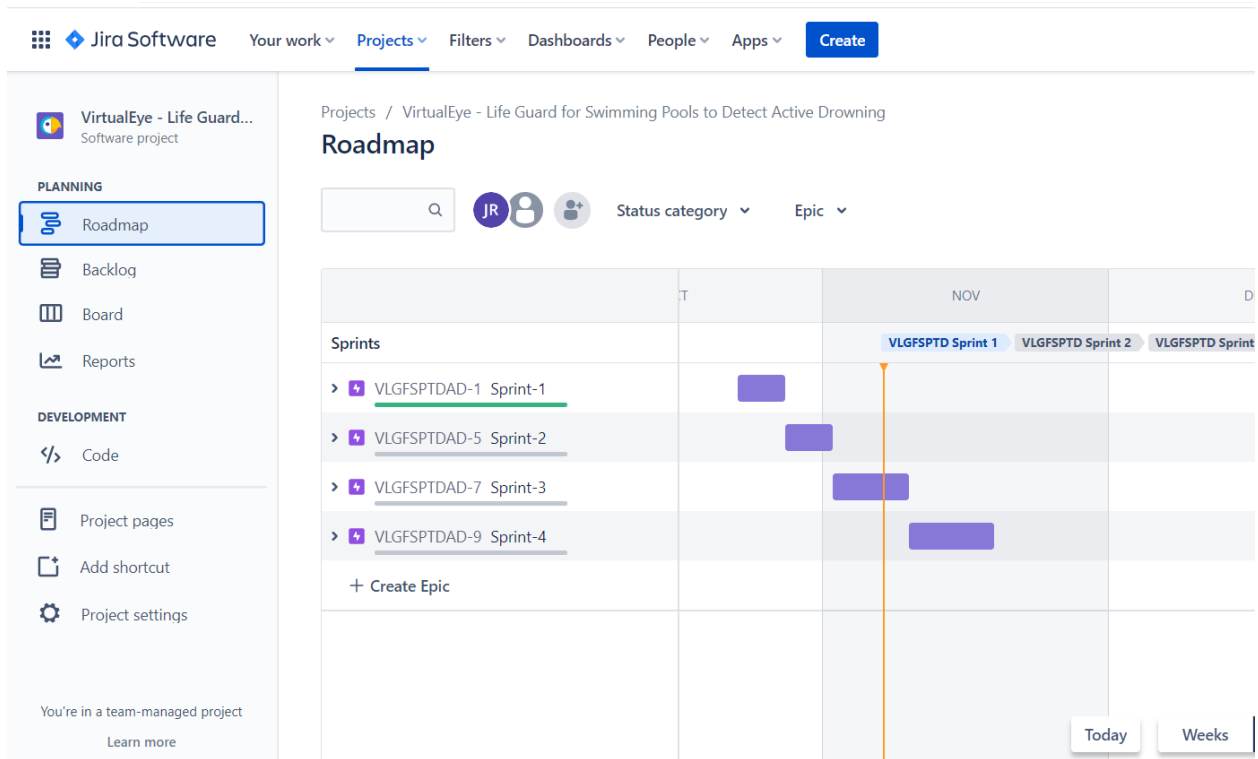 Jira Software Your work Projects Filters Dashboards People Apps Create
VirtualEye - Life Guard...
Software project
PLANNING
Roadmap
Backlog
Board
Reports
DEVELOPMENT
Code
Project pages
Add shortcut
Project settings
You're in a team-managed project
Learn more
Projects / VirtualEye - Life Guard for Swimming Pools to Detect Active Drowning
Roadmap
JR Status category Epic
NOV
Sprints VLGFSPTD Sprint 1 VLGFSPTD Sprint 2 VLGFSPTD Sprint
VLGFSPTDAD-1 Sprint-1
VLGFSPTDAD-5 Sprint-2
VLGFSPTDAD-7 Sprint-3
VLGFSPTDAD-9 Sprint-4
+ Create Epic
Today Weeks